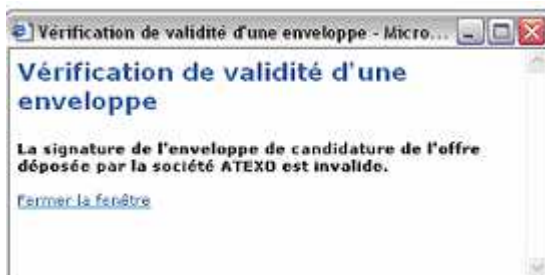 Vérification de validité d'une enveloppe - Micro...
Vérification de validité d'une
enveloppe
La signature de l'enveloppe de candidature de l'offre
déposée par la société ATEXO est invalide.
Fermer la fenêtre